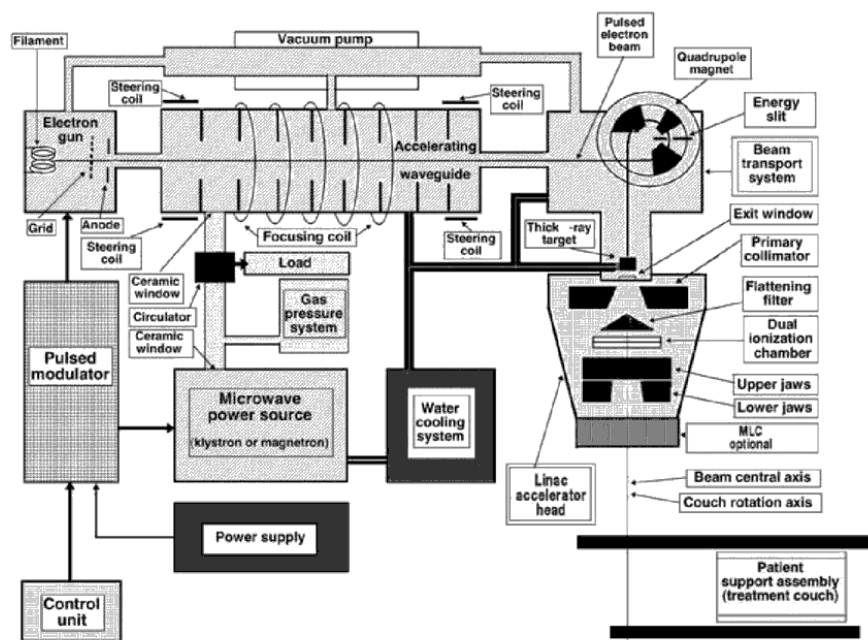 Filament
Vacuum pump
Pulsed
electron
beam
Quadrupole
magnet
Steering
coil
Steering
coil
Energy
slit
Electron
gun
Accelerating
waveguide
Beam
transport
system
Grid
Anode
Steering
coil
Focusing coil
Steering
coil
Thick -ray
target
Exit window
Primary
collimator
Ceramic
window
Load
Circulator
Gas
pressure
system
Flattening
filter
Ceramic
window
Dual
ionization
chamber
Pulsed
modulator
Microwave
power source
(klystron or magnetron)
Water
cooling
system
Upper jaws
Lower jaws
MLC
optional
Linac
accelerator
head
Beam central axis
Couch rotation axis
Power supply
Patient
support assembly
(treatment couch)
Control
unit